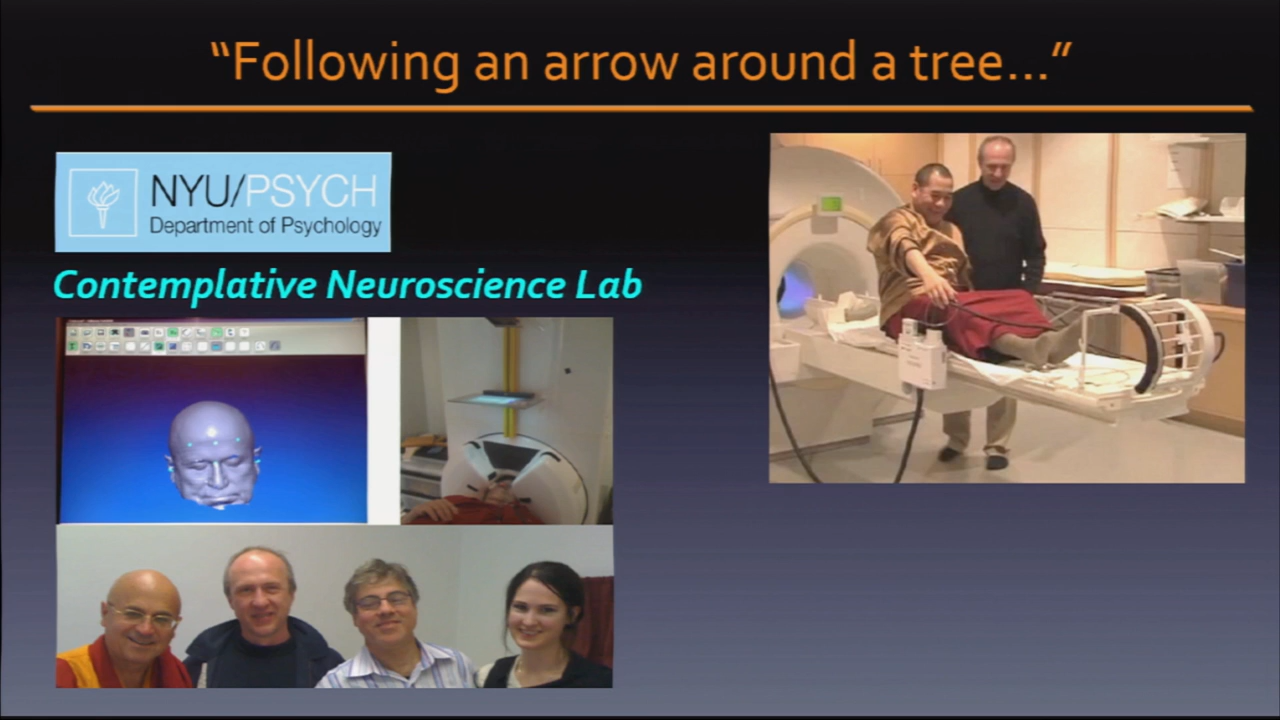 “Following an arrow around a tree...”
NYU/PSYCH
Department of Psychology
Contemplative Neuroscience Lab